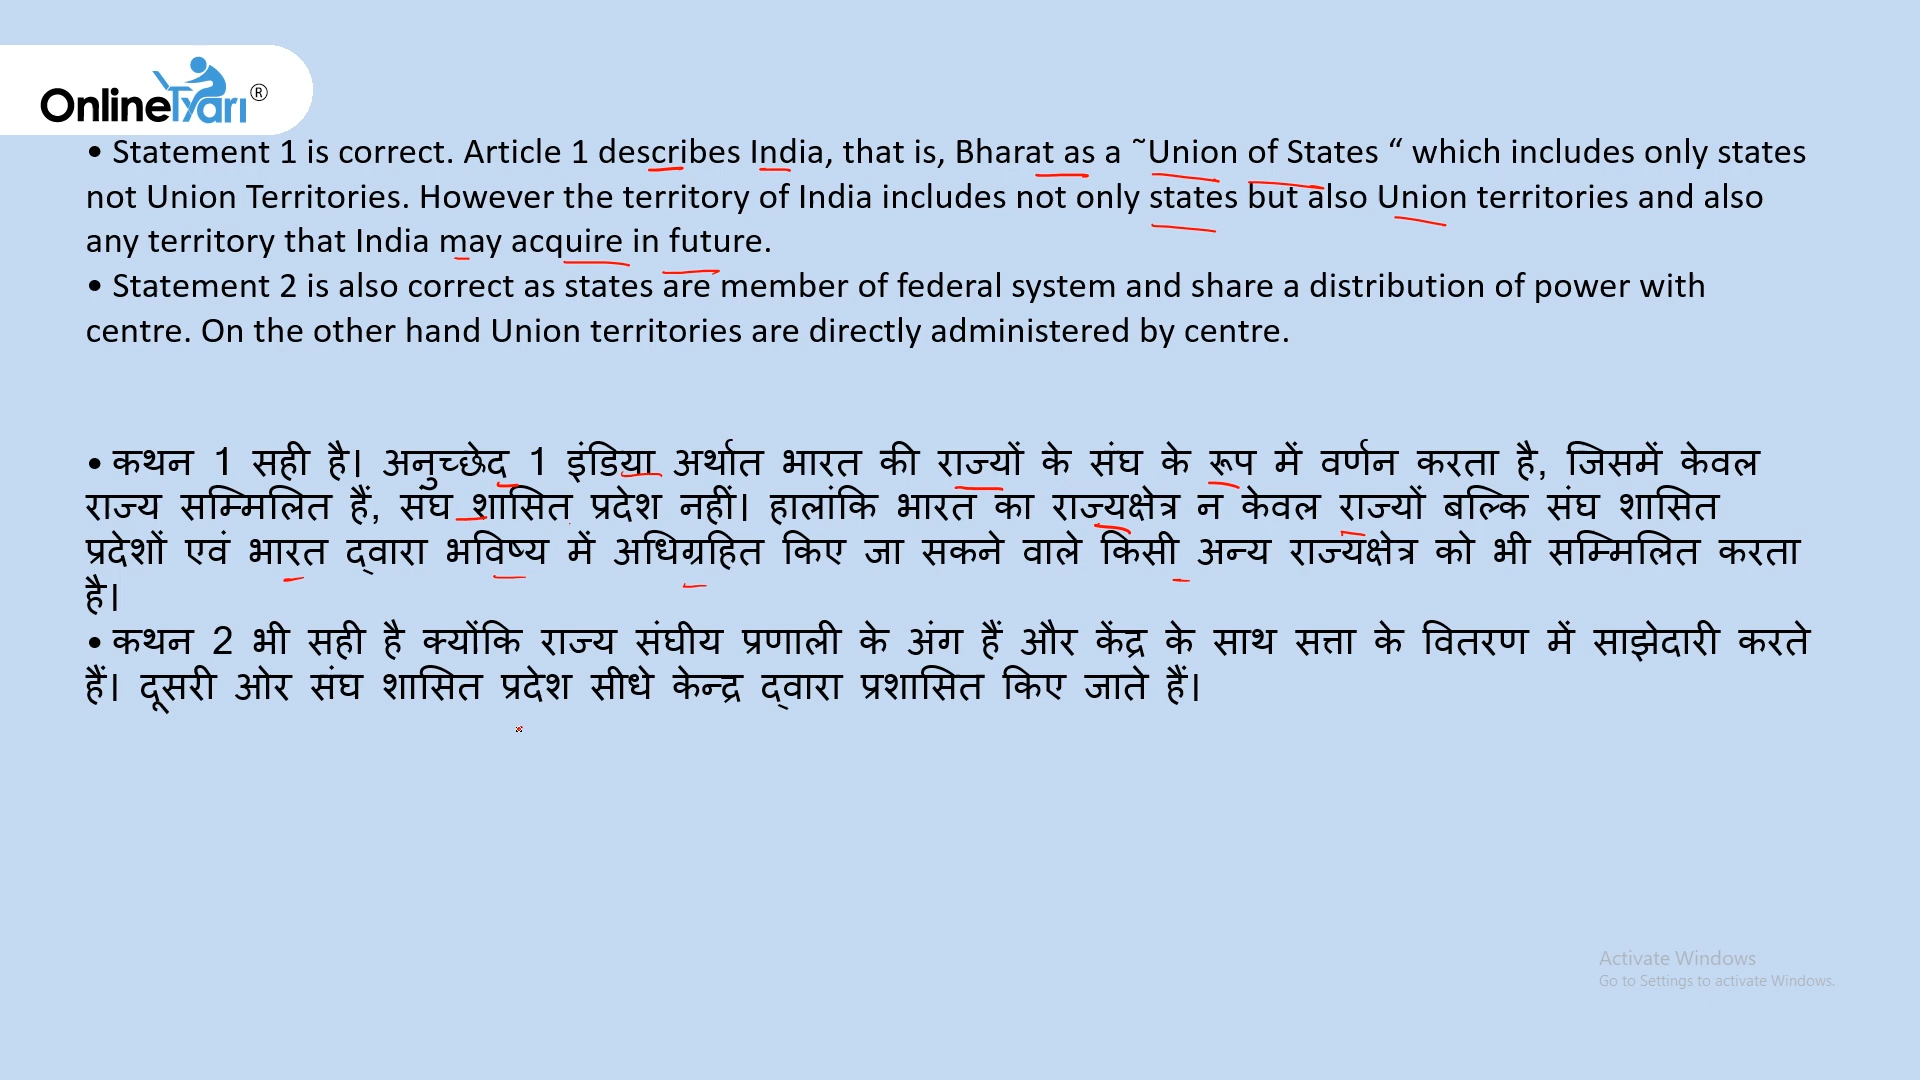 OnlineTyari®
• Statement 1 is correct. Article 1 describes India, that is, Bharat as a ˜Union of States “ which includes only states
not Union Territories. However the territory of India includes not only states but also Union territories and also
any territory that India may acquire in future.
• Statement 2 is also correct as states are member of federal system and share a distribution of power with
centre. On the other hand Union territories are directly administered by centre.
• कथन 1 सही है। अनुच्छेद 1 इंडिया अर्थात भारत की राज्यों के संघ के रूप में वर्णन करता है, जिसमें केवल
राज्य सम्मिलित हैं, संघ शासित प्रदेश नहीं। हालांकि भारत का राज्यक्षेत्र न केवल राज्यों बल्कि संघ शासित
प्रदेशों एवं भारत द्वारा भविष्य में अधिग्रहित किए जा सकने वाले किसी अन्य राज्यक्षेत्र को भी सम्मिलित करता
है।
• कथन 2 भी सही है क्योंकि राज्य संघीय प्रणाली के अंग हैं और केंद्र के साथ सत्ता के वितरण में साझेदारी करते
हैं। दूसरी ओर संघ शासित प्रदेश सीधे केन्द्र द्वारा प्रशासित किए जाते हैं।
Activate Windows
Go to Settings to activate Windows.